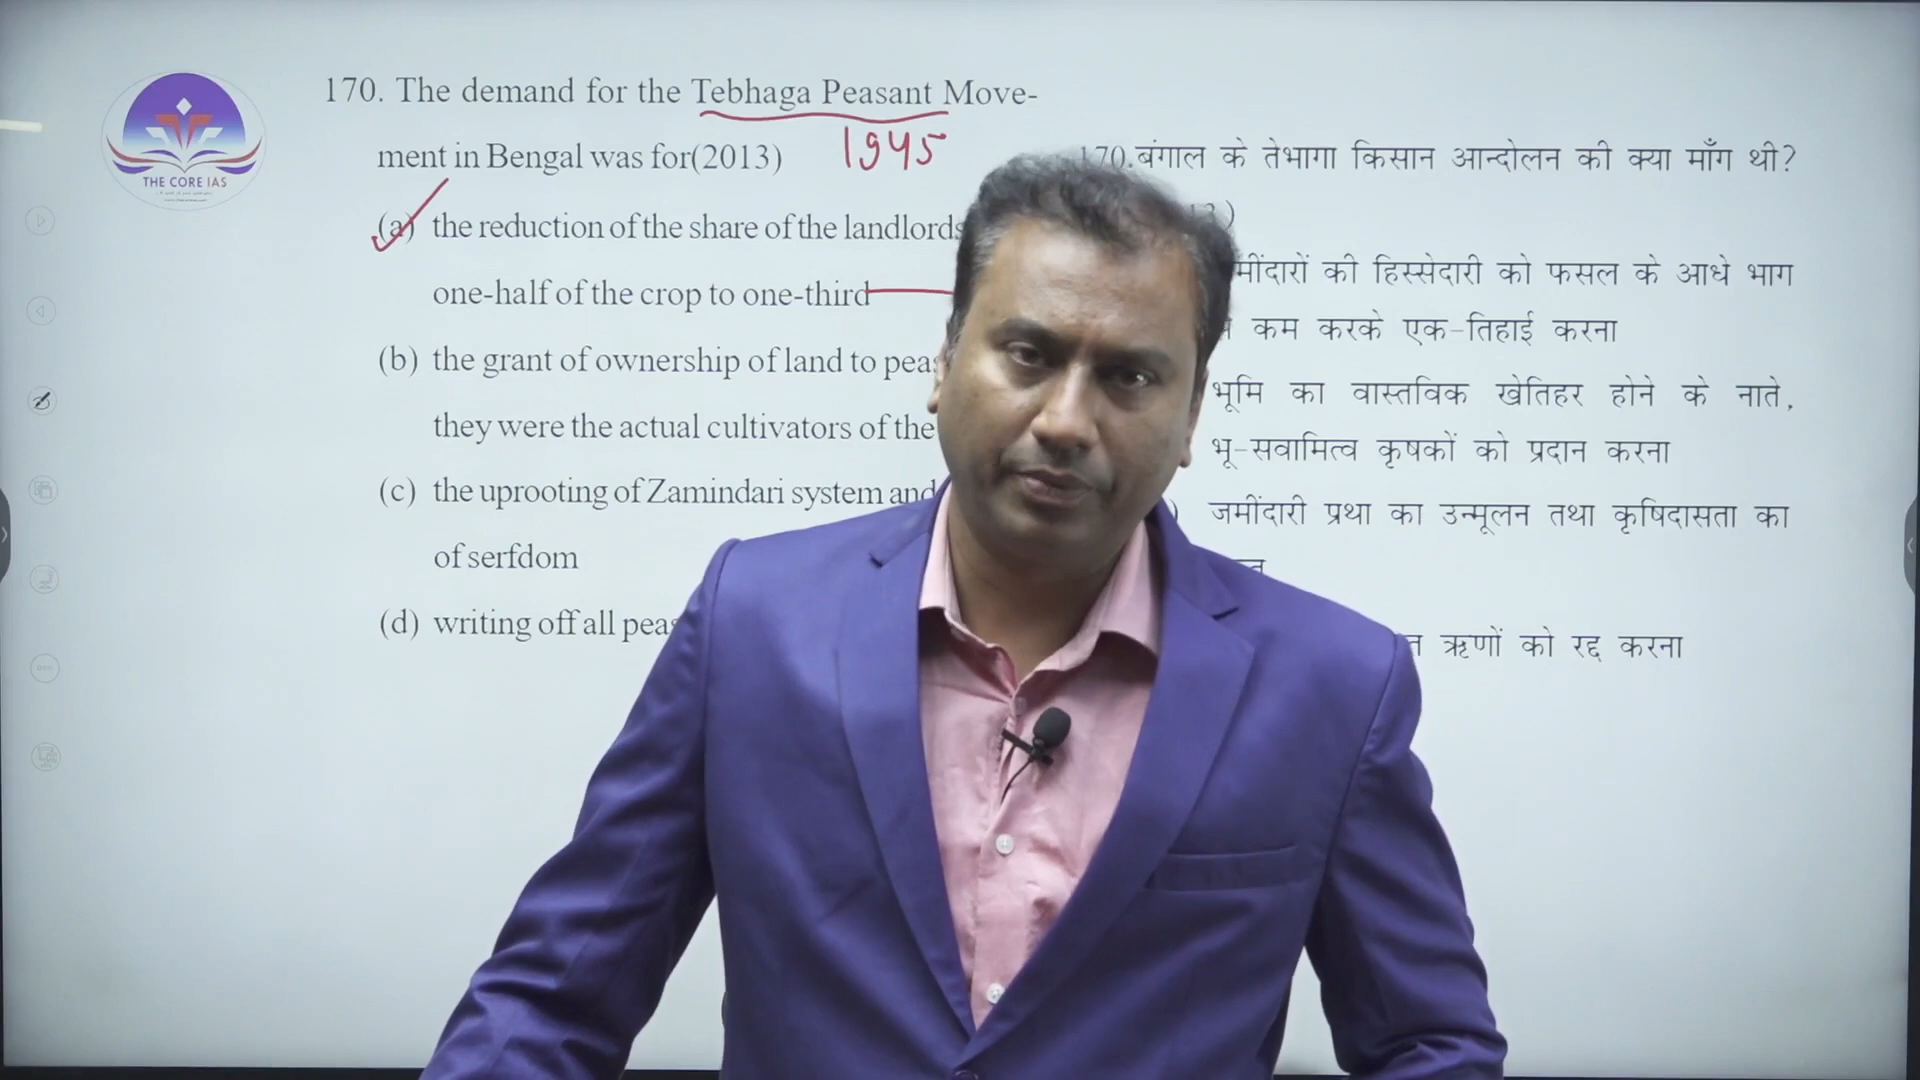 THE CORE IAS
170. The demand for the Tebhaga Peasant Move-
ment in Bengal was for(2013)
1945
(a) the reduction of the share of the landlords
one-half of the crop to one-third
(b) the grant of ownership of land to
they were the actual cultivators of the
(c) the uprooting of Zamindari system and
of serfdom
(d) writing off all
170.बंगाल के तेभागा किसान आन्दोलन की क्या माँग थी?
की हिस्सेदारी को फसल के आधे भाग
कम करके एक-तिहाई करना
भूमि का वास्तविक खेतिहर होने के नाते,
भू-सवामित्व कृषकों को प्रदान करना
जमींदारी प्रथा का उन्मूलन तथा कृषिदासता का
ऋणों को रद्द करना